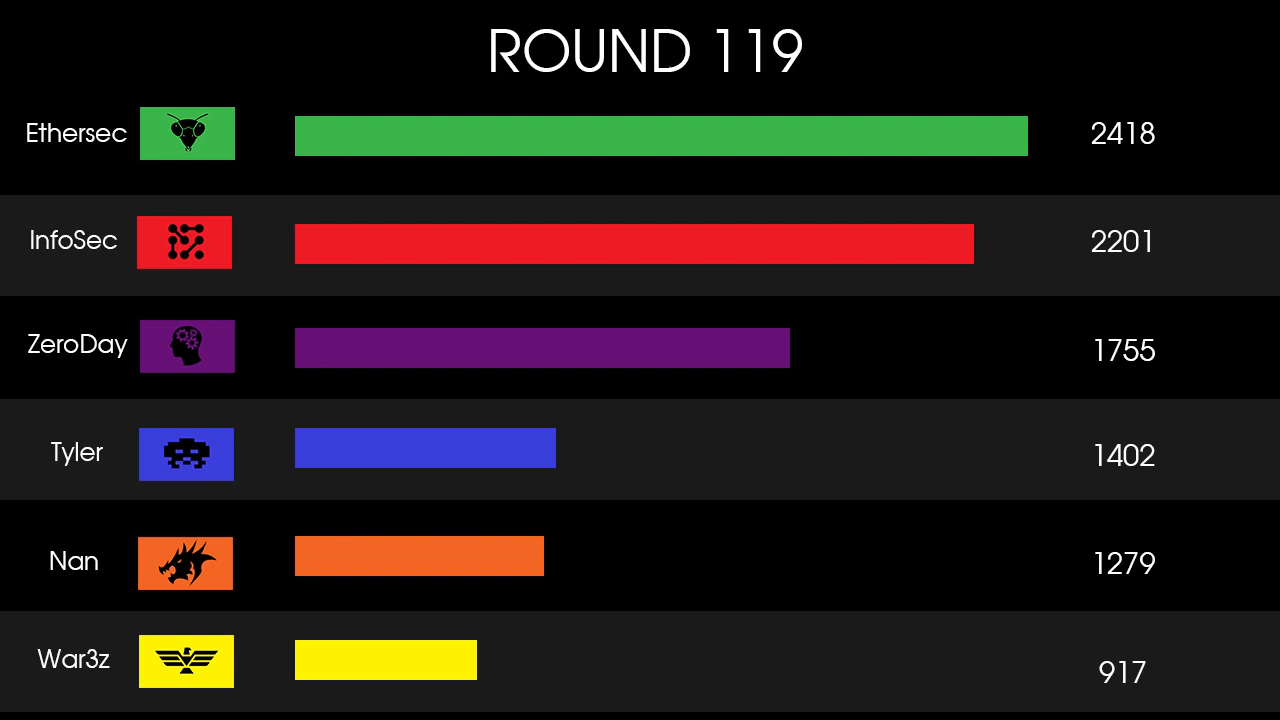 ROUND 119
Ethersec 2418
InfoSec 2201
ZeroDay 1755
Tyler 1402
Nan 1279
War3z 917